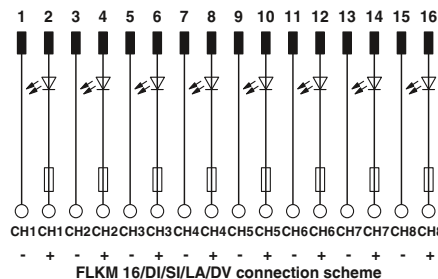 1 2 3 4 5 6 7 8 9 10 11 12 13 14 15 16
CH1 CH1 CH2 CH2 CH3 CH3 CH4 CH4 CH5 CH5 CH6 CH6 CH7 CH7 CH8 CH8
- + - + - + - + - + - + - + - +
FLKM 16/DI/SI/LA/DV connection scheme